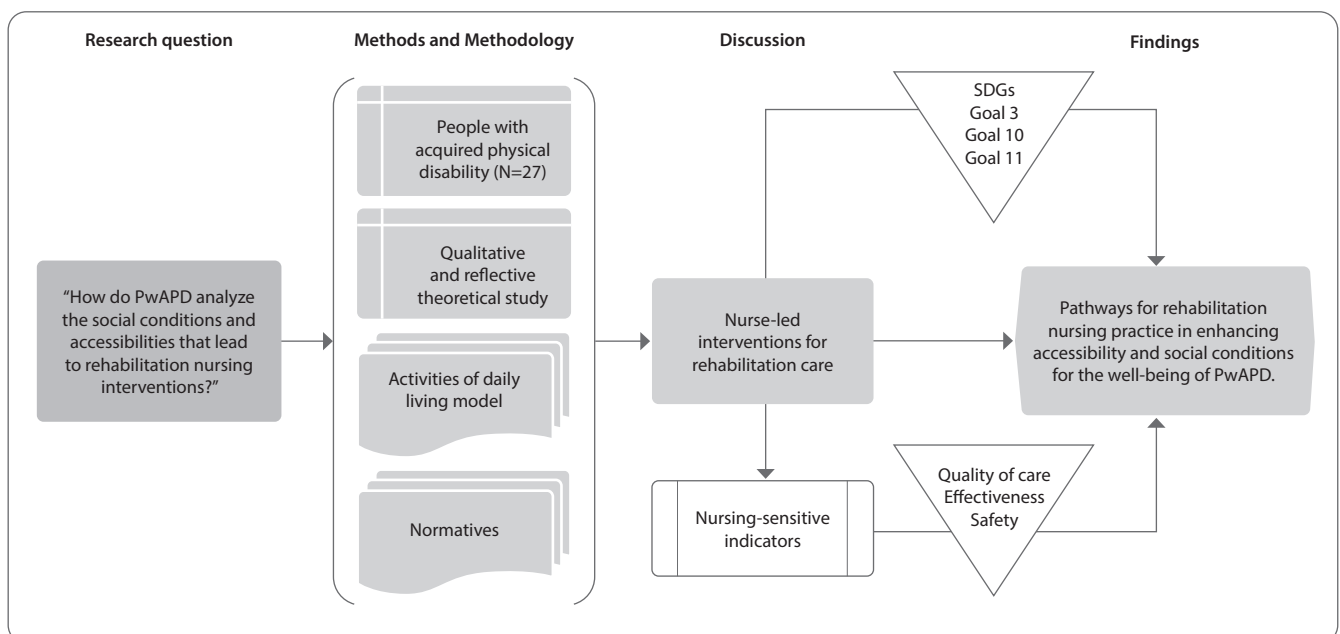 Research question
Methods and Methodology
Discussion
Findings
“How do PwAPD analyze
the social conditions and
accessibilities that lead
to rehabilitation nursing
interventions?”
People with
acquired physical
disability (N=27)
Qualitative
and reflective
theoretical study
Activities of daily
living model
Normatives
Nurse-led
interventions for
rehabilitation care
Nursing-sensitive
indicators
SDGs
Goal 3
Goal 10
Goal 11
Quality of care
Effectiveness
Safety
Pathways for rehabilitation
nursing practice in enhancing
accessibility and social conditions
for the well-being of PwAPD.